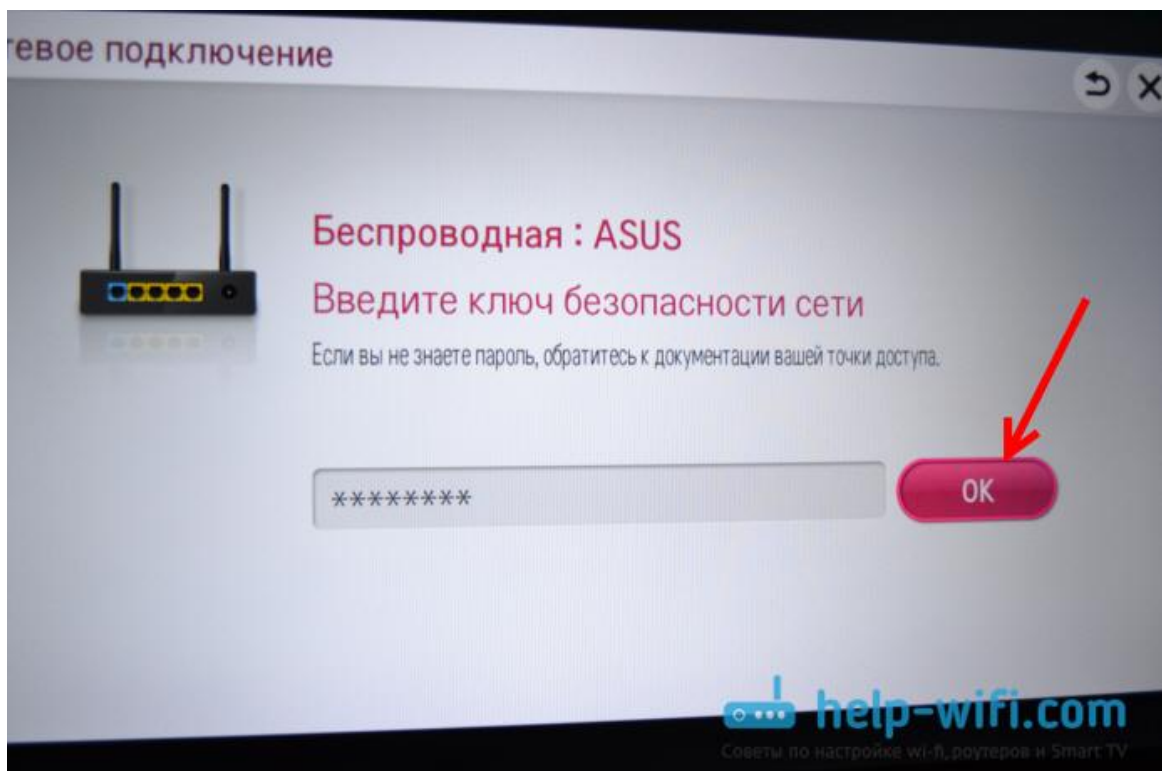 тевое подключение
Беспроводная : ASUS
Введите ключ безопасности сети
Если вы не знаете пароль, обратитесь к документации вашей точки доступа.
********
OK
help-wifi.com
Советы по настройке wi-fi, роутеров и Smart TV